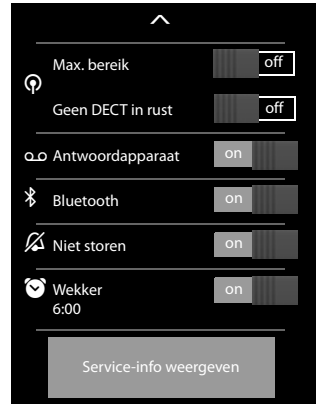 Max. bereik off
Geen DECT in rust off
Antwoordapparaat on
Bluetooth on
Niet storen on
Wekker on
6:00
Service-info weergeven